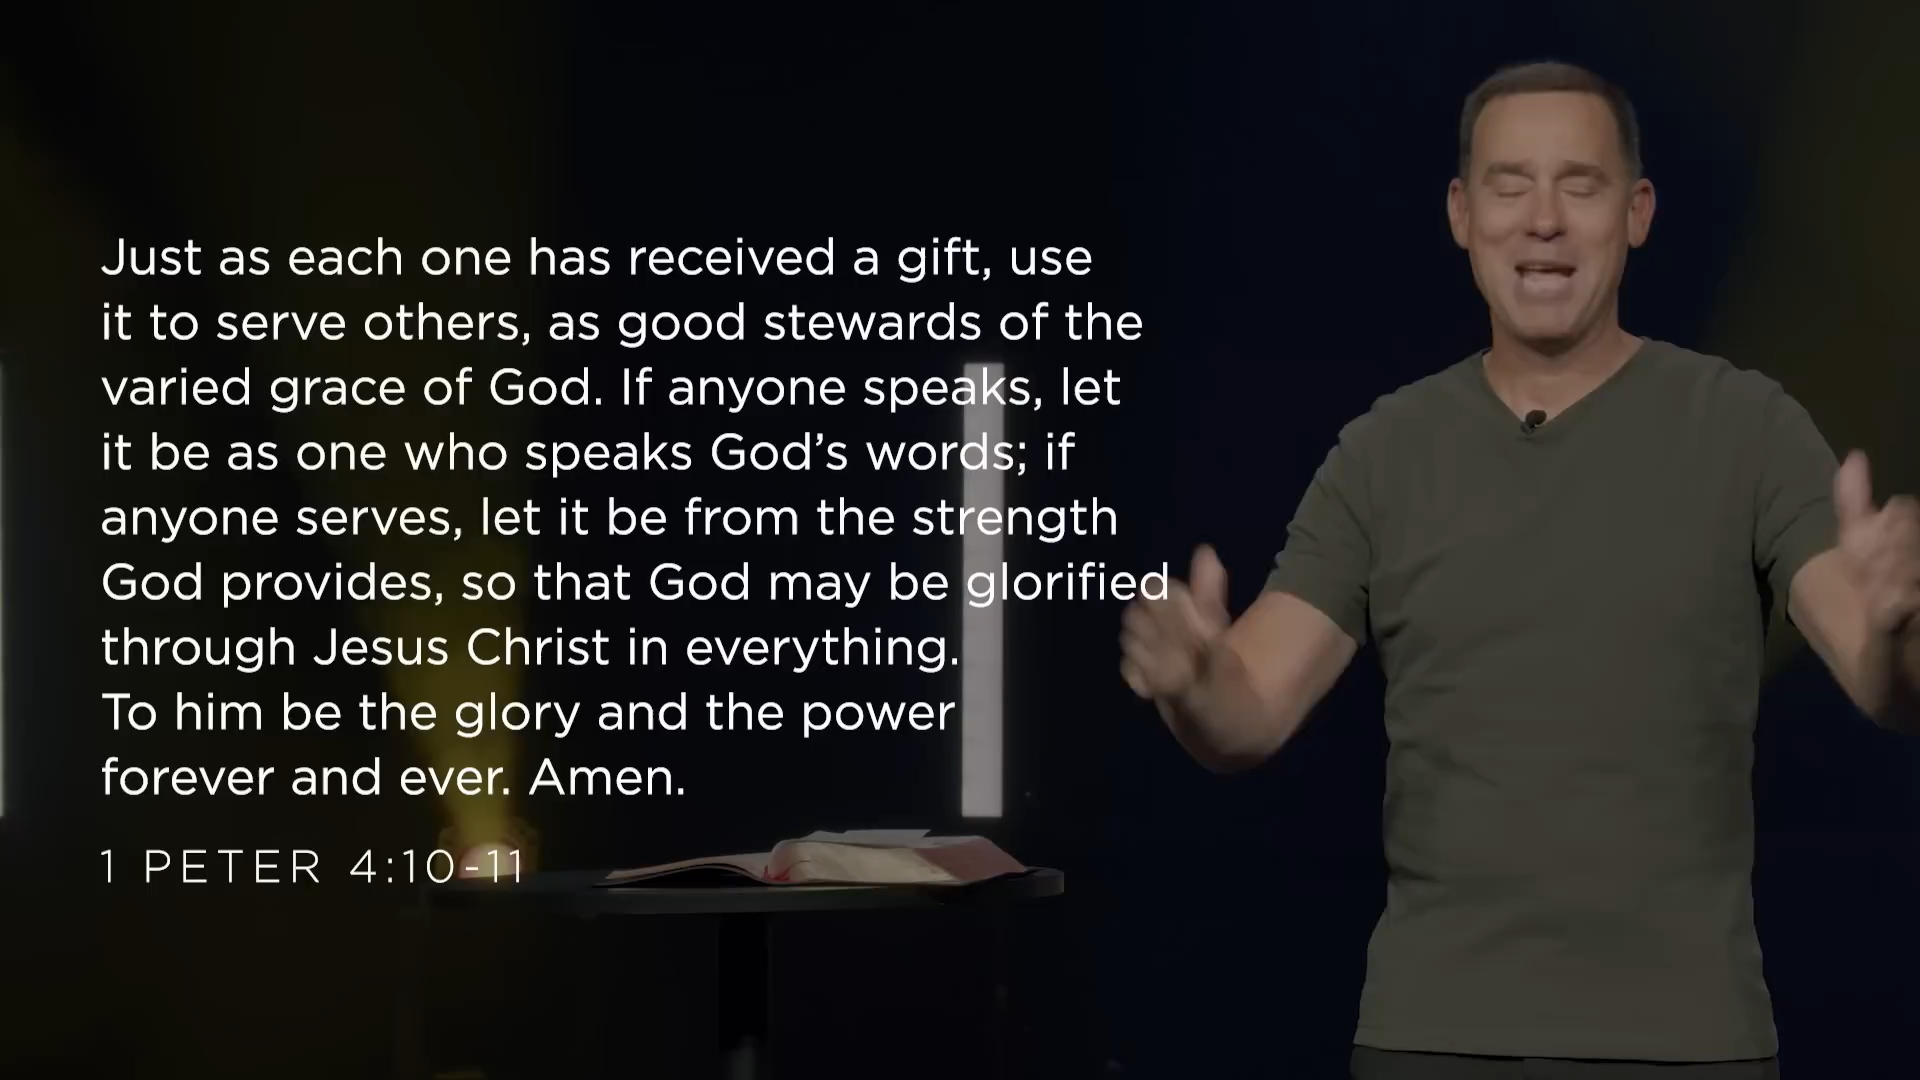 Just as each one has received a gift, use
it to serve others, as good stewards of the
varied grace of God. If anyone speaks, let
it be as one who speaks God’s words; if
anyone serves, let it be from the strength
God provides, so that God may be glorified
through Jesus Christ in everything.
To him be the glory and the power
forever and ever. Amen.
1 PETER 4:10-11